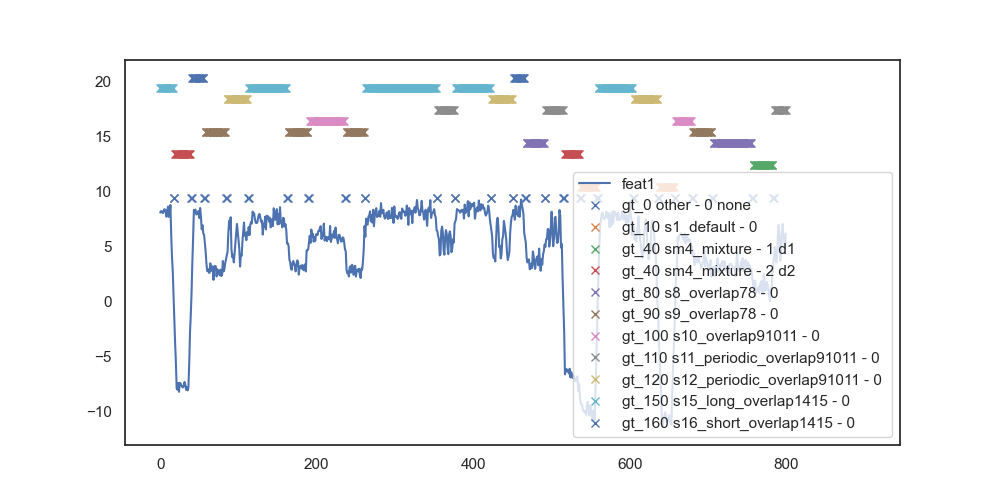 20
15
10
5
0
−5
−10
0
200
400
600
800
feat1
gt_0 other - 0 none
gt_10 s1_default - 0
gt_40 sm4_mixture - 1 d1
gt_40 sm4_mixture - 2 d2
gt_80 s8_overlap78 - 0
gt_90 s9_overlap78 - 0
gt_100 s10_overlap91011 - 0
gt_110 s11_periodic_overlap91011 - 0
gt_120 s12_periodic_overlap91011 - 0
gt_150 s15_long_overlap1415 - 0
gt_160 s16_short_overlap1415 - 0